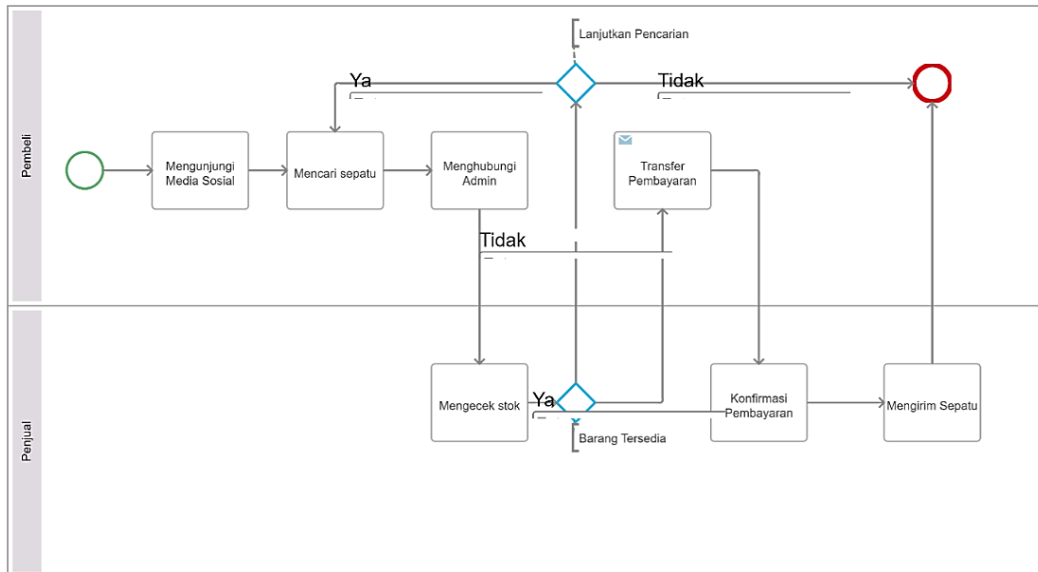 Lanjutkan Pencarian
Ya
Tidak
Pembeli
Mengunjungi
Media Sosial
Mencari sepatu
Menghubungi
Admin
Transfer
Pembayaran
Tidak
Penjual
Mengecek stok
Ya
Barang Tersedia
Konfirmasi
Pembayaran
Mengirim Sepatu